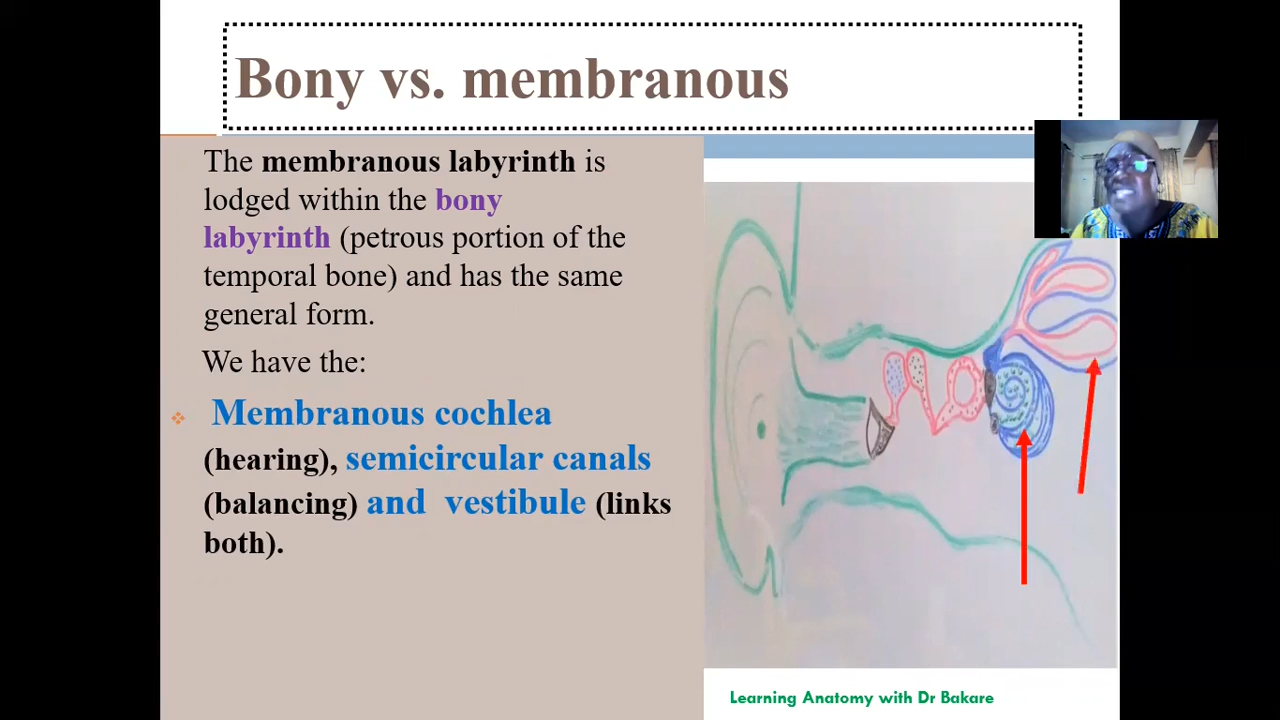 Bony vs. membranous
The membranous labyrinth is
lodged within the bony
labyrinth (petrous portion of the
temporal bone) and has the same
general form.
We have the:
Membranous cochlea
(hearing), semicircular canals
(balancing) and vestibule (links
both).
Learning Anatomy with Dr Bakare